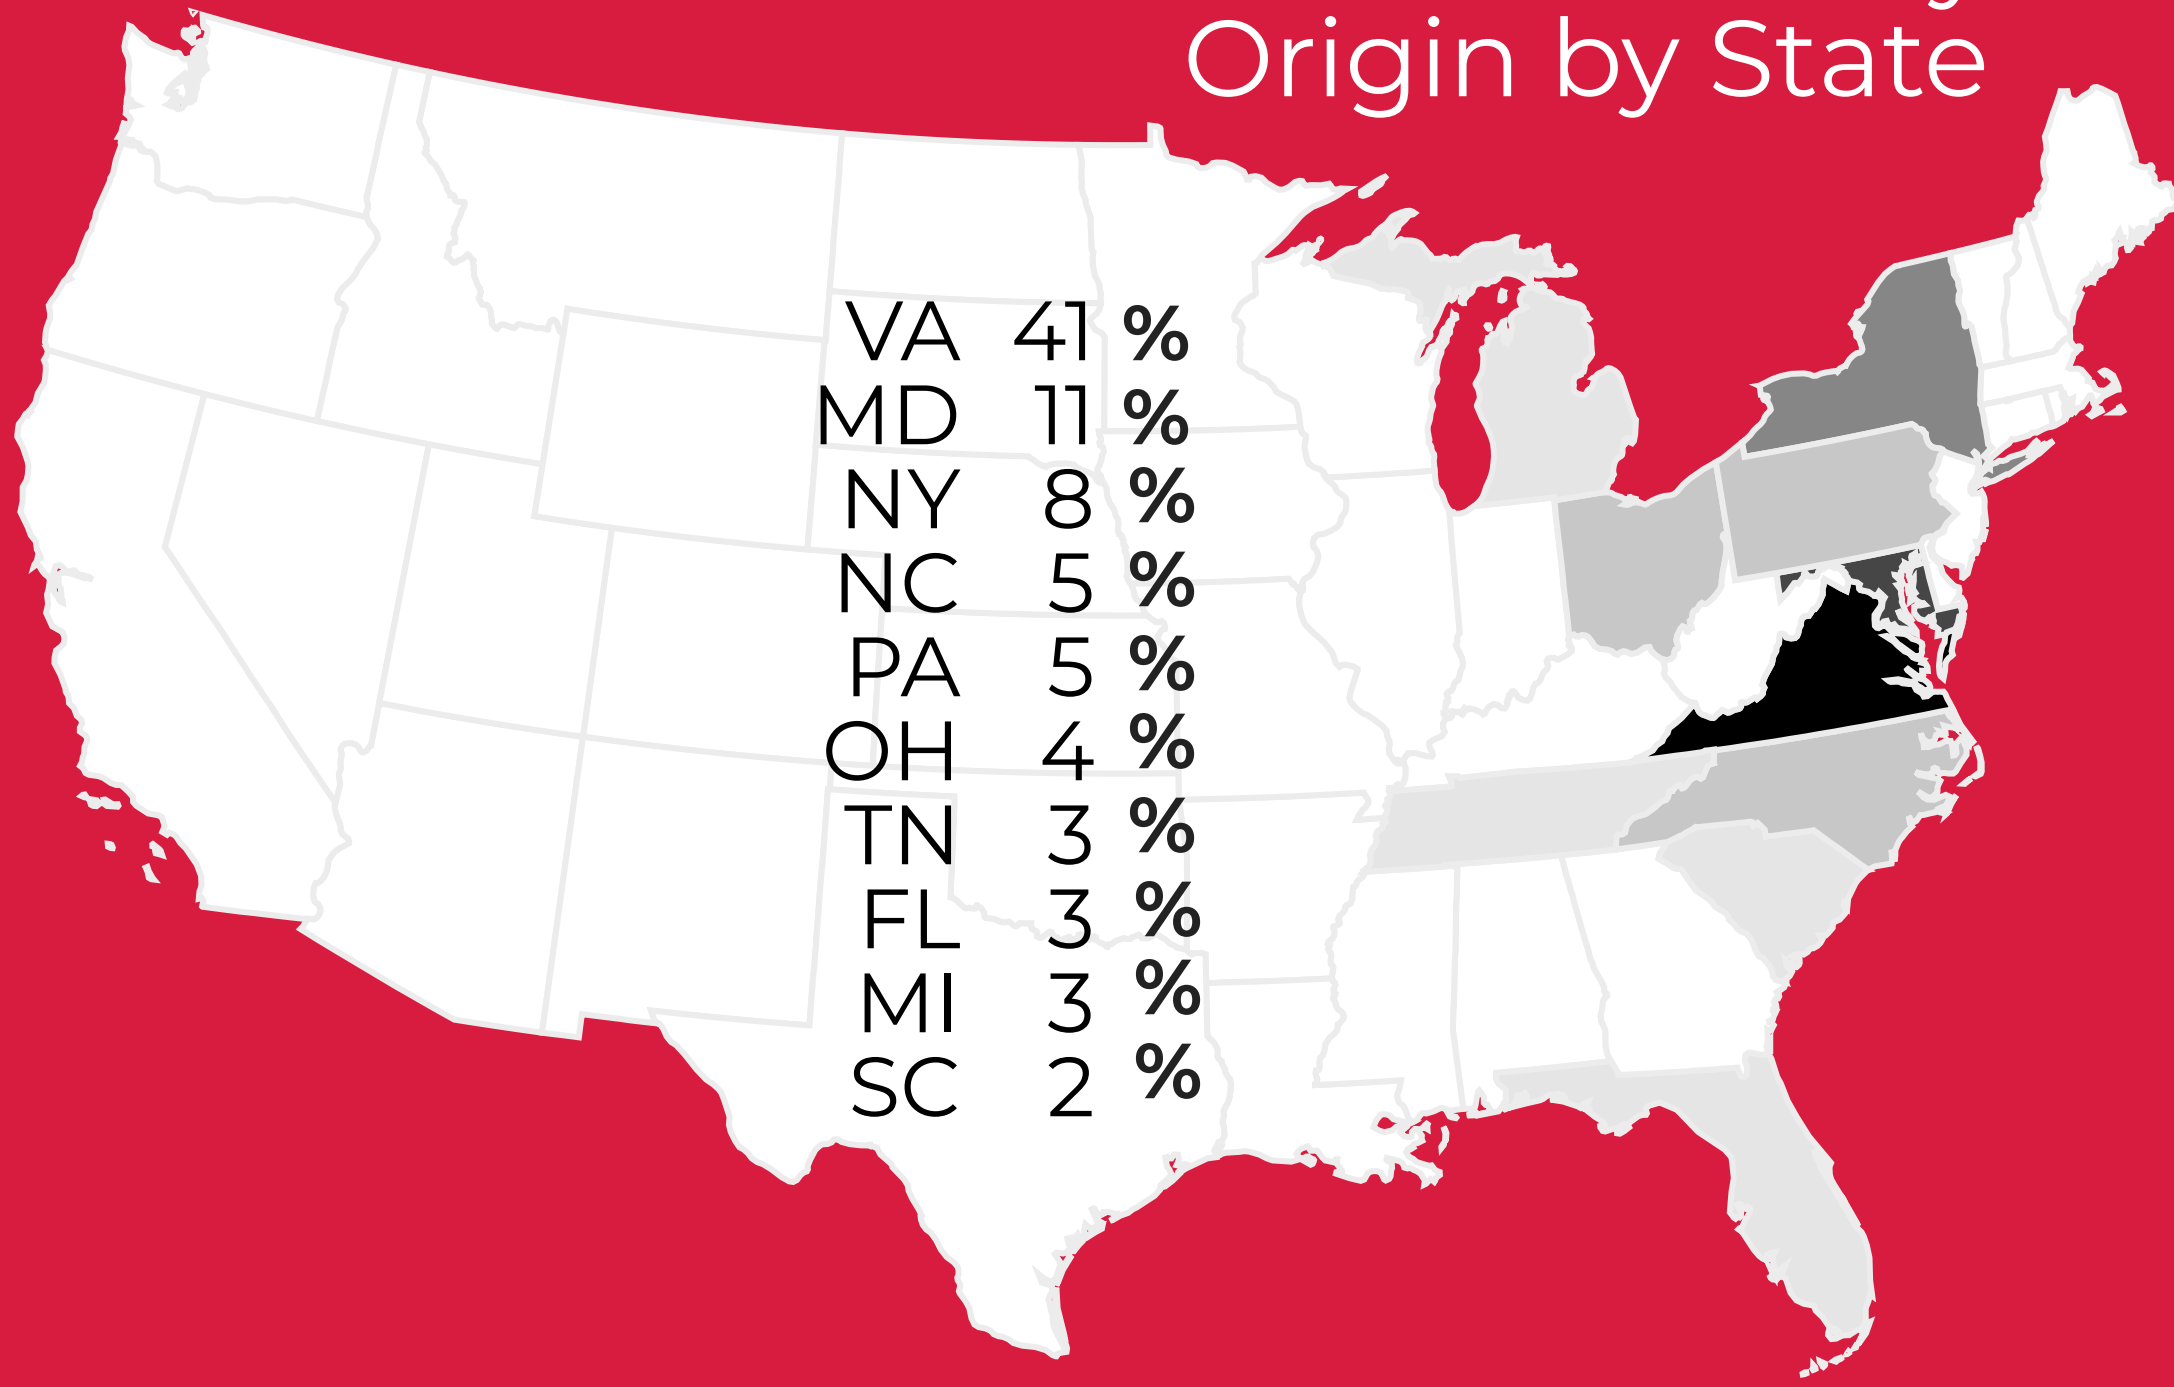 Origin by State
VA 41 %
MD 11 %
NY 8 %
NC 5 %
PA 5 %
OH 4 %
TN 3 %
FL 3 %
MI 3 %
SC 2 %